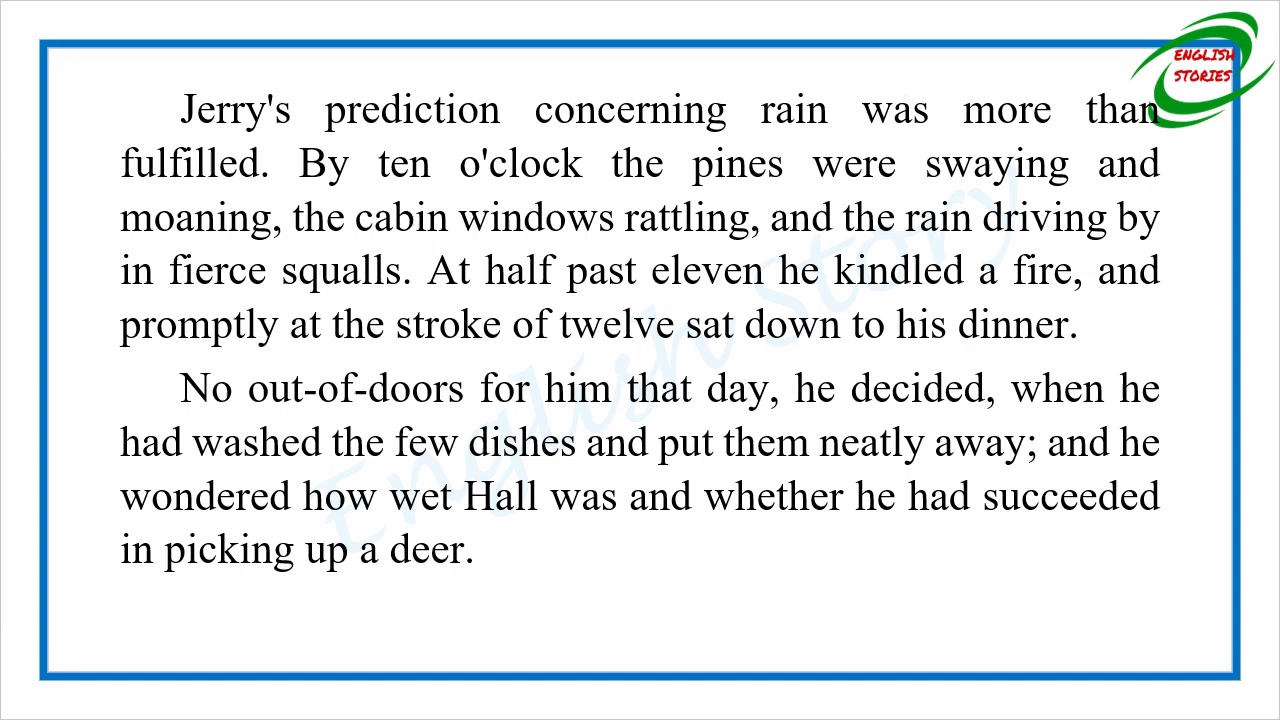 ENGLISH
STORIES
Jerry's prediction concerning rain was more than
fulfilled. By ten o'clock the pines were swaying and
moaning, the cabin windows rattling, and the rain driving by
in fierce squalls. At half past eleven he kindled a fire, and
promptly at the stroke of twelve sat down to his dinner.
No out-of-doors for him that day, he decided, when he
had washed the few dishes and put them neatly away; and he
wondered how wet Hall was and whether he had succeeded
in picking up a deer.
English Story